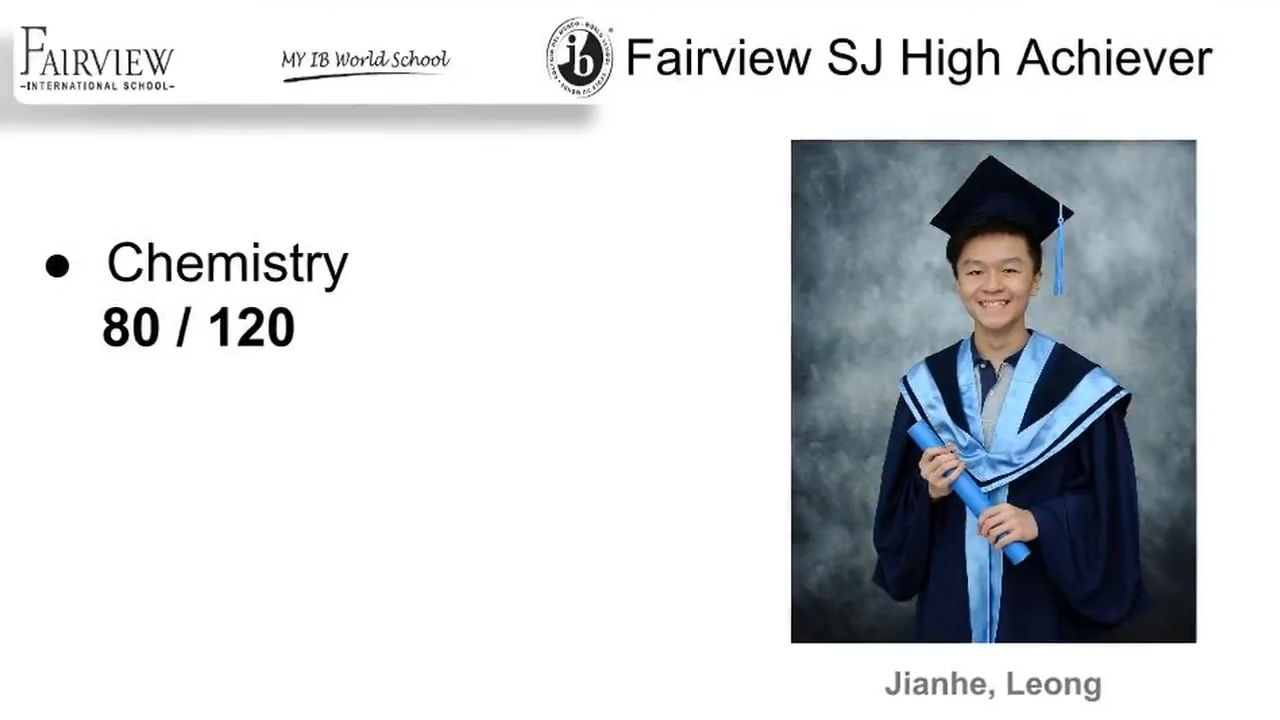 FAIRVIEW
-INTERNATIONAL SCHOOL-
MY IB World School
ib
Fairview SJ High Achiever
● Chemistry
80 / 120
Jianhe, Leong